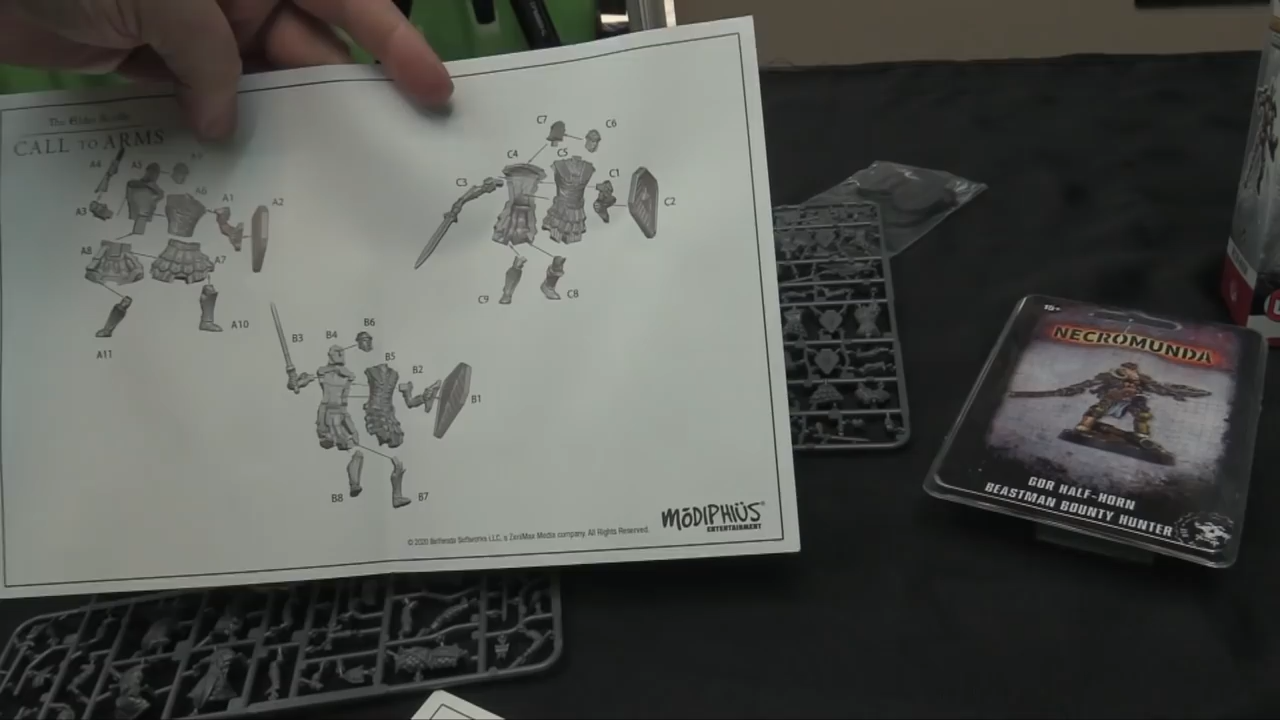 The Elder Scrolls
CALL TO ARMS
A4
A5
A6
A1
A2
A3
A8
A7
A10
A11
C7
C6
C4
C5
C3
C1
C2
C9
C8
B3
B4
B6
B5
B2
B1
B8
B7
© 2020 Bethesda Softworks LLC, a ZeniMax Media company. All Rights Reserved.
MōDIPHIÜS®
ENTERTAINMENT
15+
NECROMUNDA
GOR HALF-HORN
BEASTMAN BOUNTY HUNTER